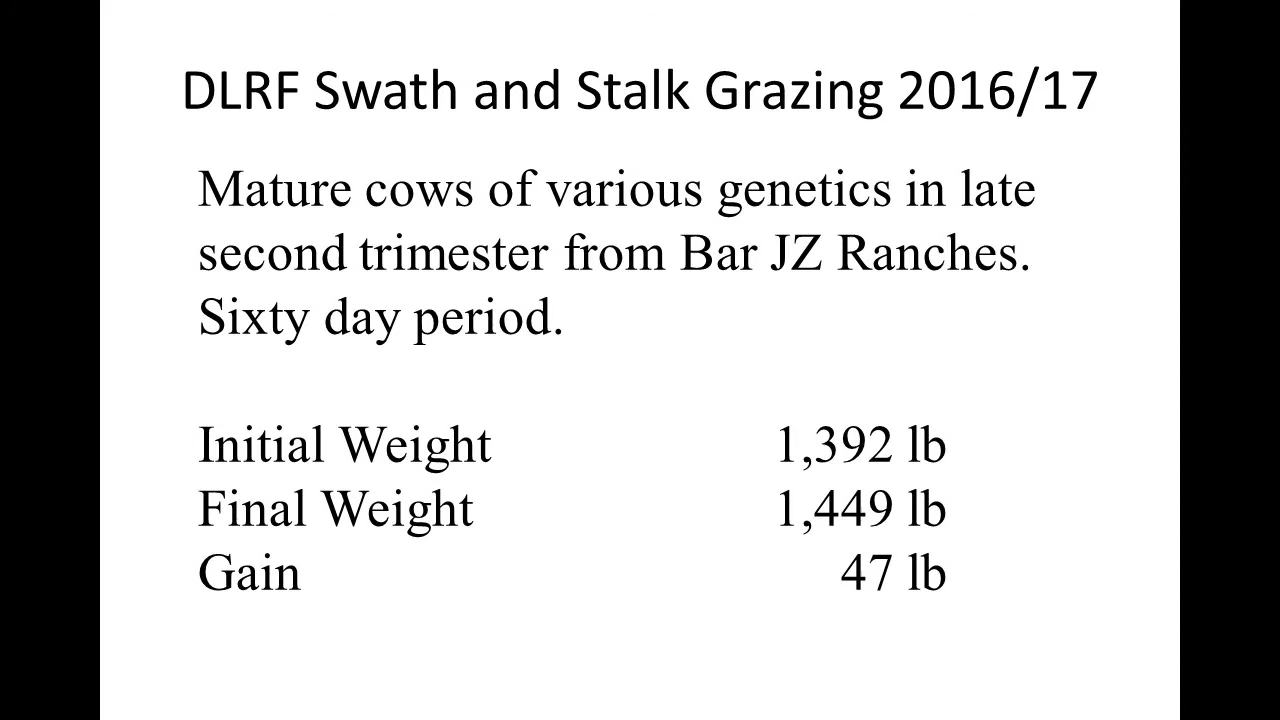 DLRF Swath and Stalk Grazing 2016/17
Mature cows of various genetics in late
second trimester from Bar JZ Ranches.
Sixty day period.
Initial Weight 1,392 lb
Final Weight 1,449 lb
Gain 47 lb